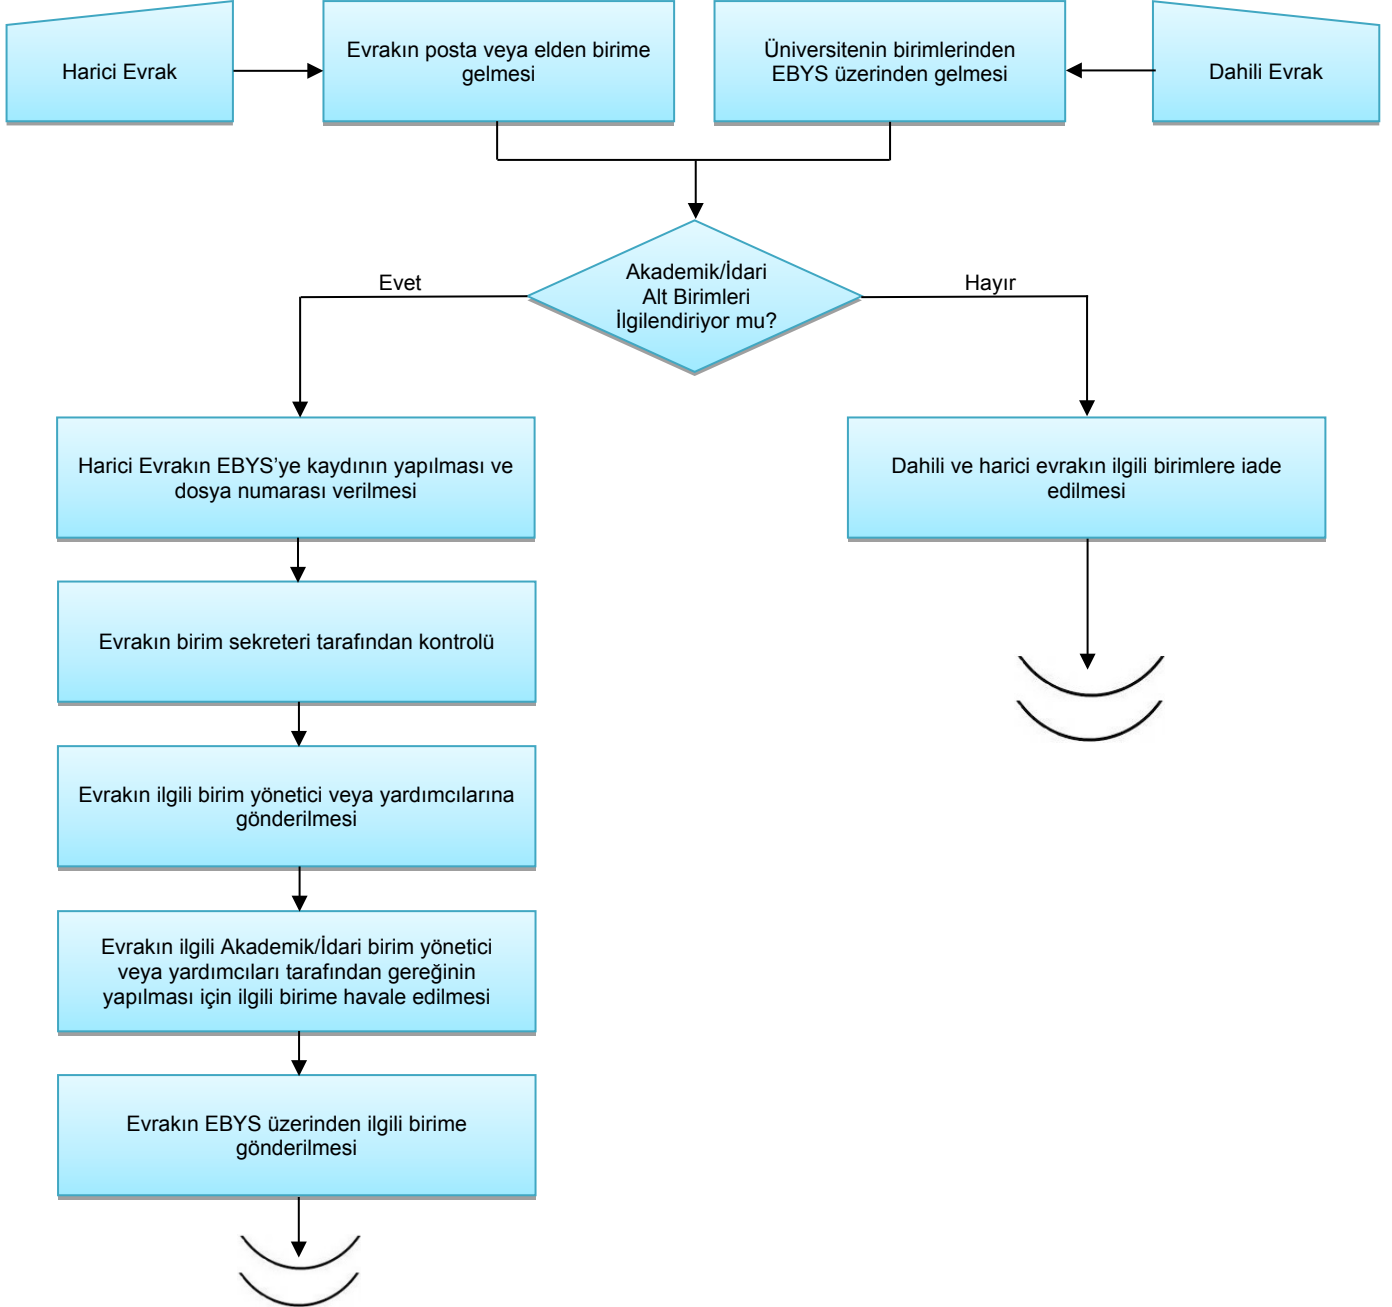 Harici Evrak
Evrakın posta veya elden birime
gelmesi
Üniversitenin birimlerinden
EBYS üzerinden gelmesi
Dahili Evrak
Akademik/İdari
Alt Birimleri
İlgilendiriyor mu?
Evet
Hayır
Harici Evrakın EBYS’ye kaydının yapılması ve
dosya numarası verilmesi
Dahili ve harici evrakın ilgili birimlere iade
edilmesi
Evrakın birim sekreteri tarafından kontrolü
Evrakın ilgili birim yönetici veya yardımcılarına
gönderilmesi
Evrakın ilgili Akademik/İdari birim yönetici
veya yardımcıları tarafından gereğinin
yapılması için ilgili birime havale edilmesi
Evrakın EBYS üzerinden ilgili birime
gönderilmesi